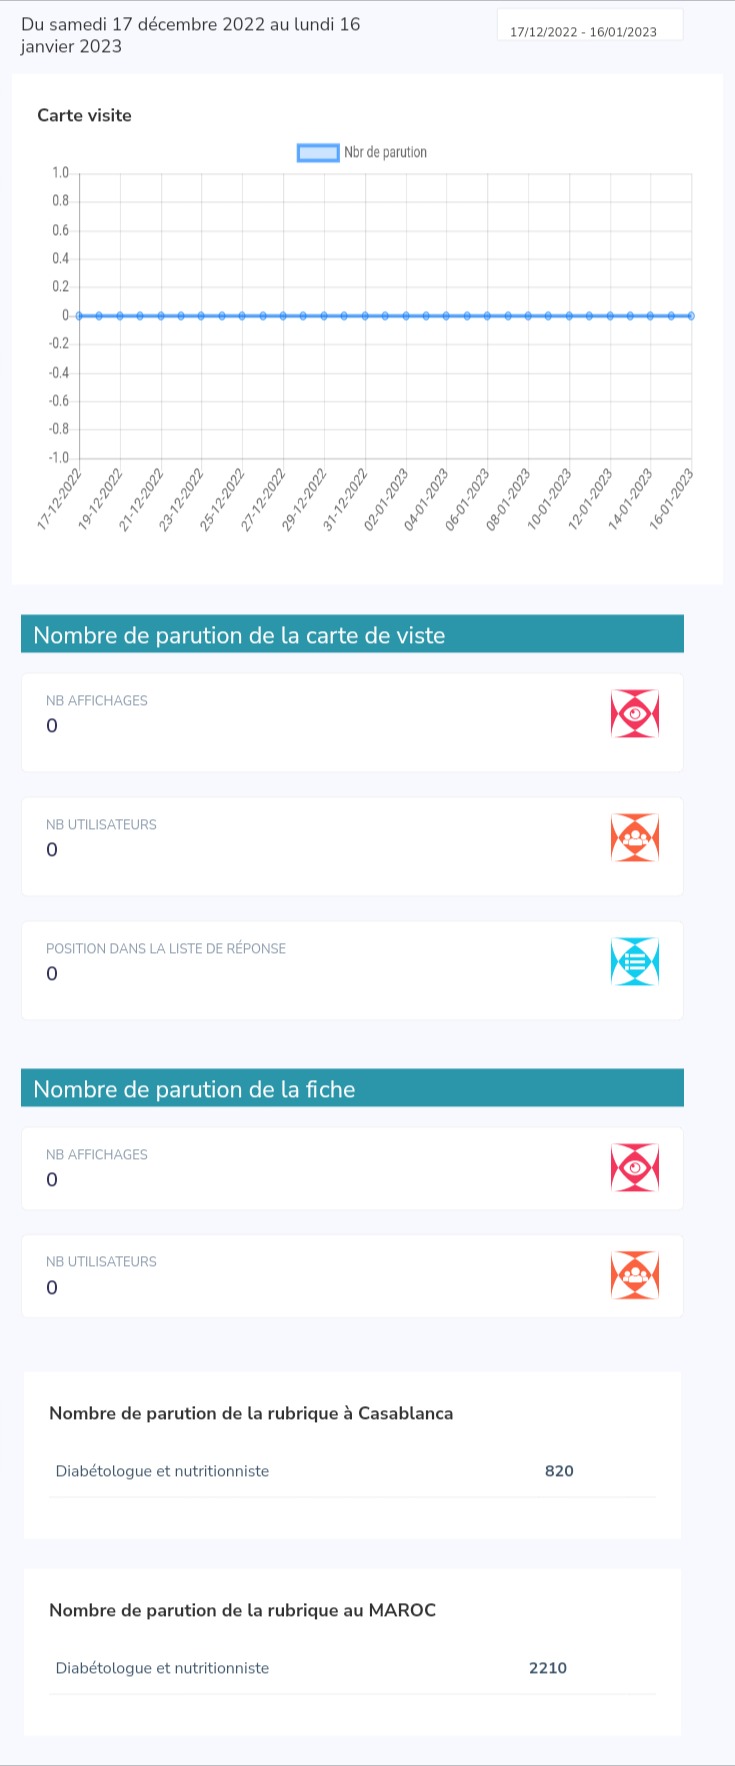 Du samedi 17 décembre 2022 au lundi 16
janvier 2023
17/12/2022 - 16/01/2023
Carte visite
Nbr de parution
1.0
0.8
0.6
0.4
0.2
0
-0.2
-0.4
-0.6
-0.8
-1.0
17-12-2022
19-12-2022
21-12-2022
23-12-2022
25-12-2022
27-12-2022
29-12-2022
31-12-2022
02-01-2023
04-01-2023
06-01-2023
08-01-2023
10-01-2023
12-01-2023
14-01-2023
16-01-2023
Nombre de parution de la carte de viste
NB AFFICHAGES
0
NB UTILISATEURS
0
POSITION DANS LA LISTE DE RÉPONSE
0
Nombre de parution de la fiche
NB AFFICHAGES
0
NB UTILISATEURS
0
Nombre de parution de la rubrique à Casablanca
Diabétologue et nutritionniste 820
Nombre de parution de la rubrique au MAROC
Diabétologue et nutritionniste 2210